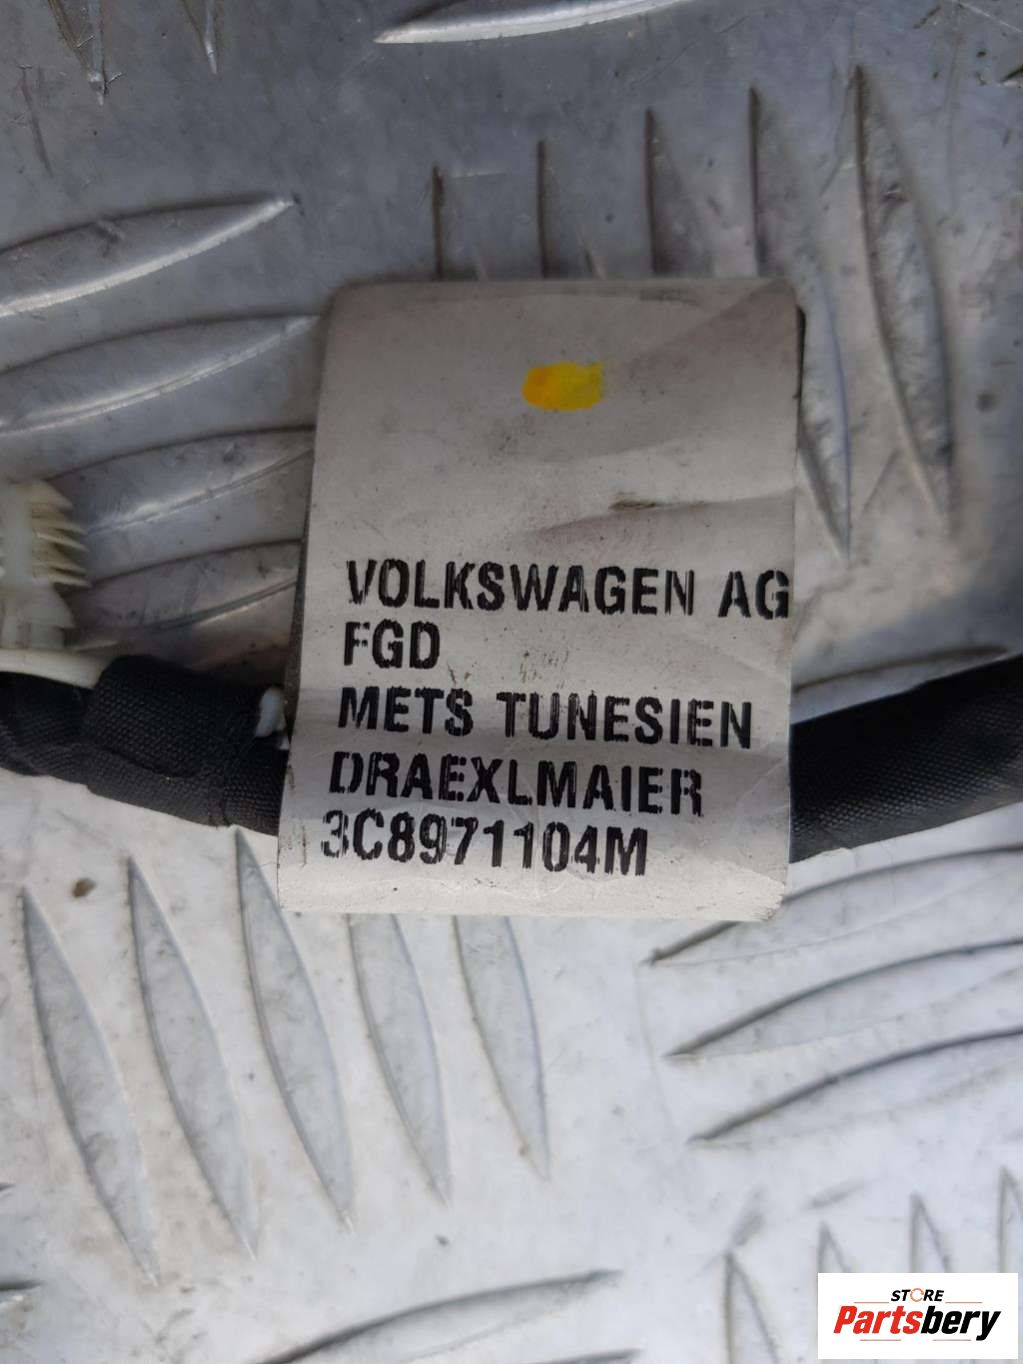 VOLKSWAGEN AG
FGD
METS TUNESIEN
DRAEXLMAIER
3C8971104M
STORE
Partsbery